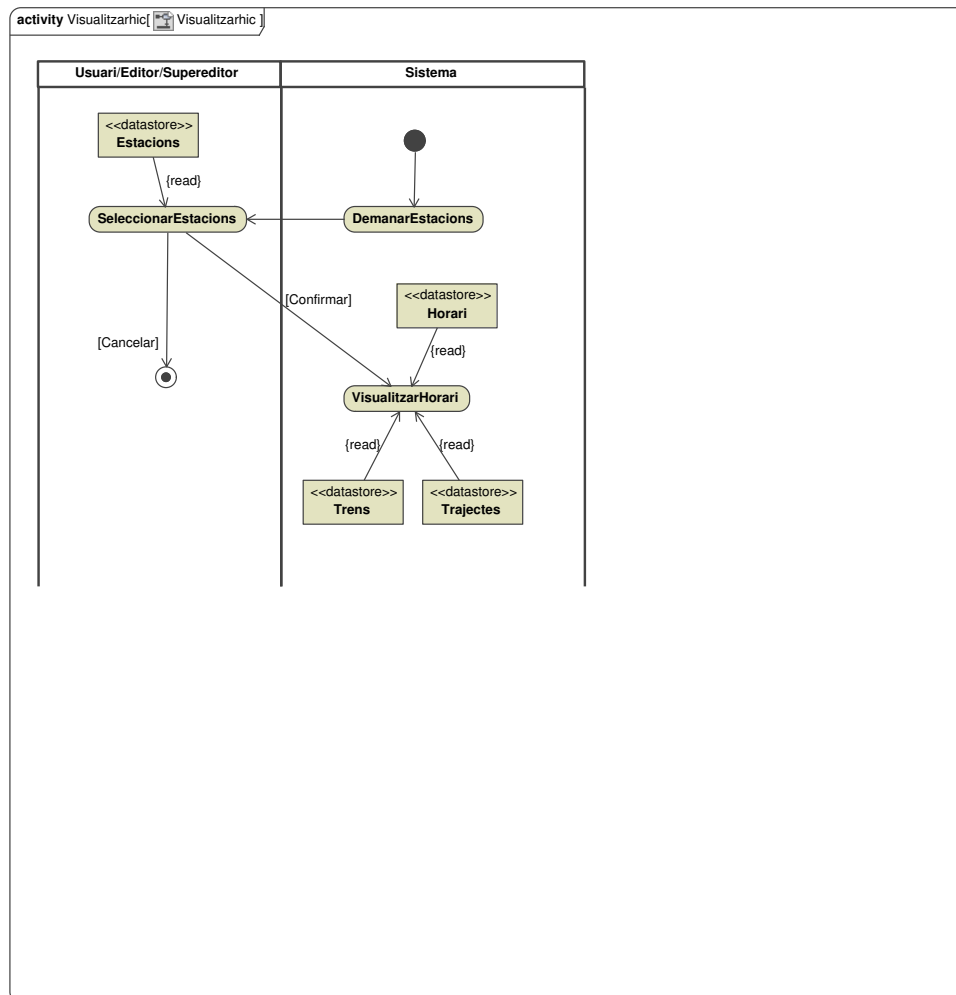 activity Visualitzarhic[ Visualitzarhic ]
Usuari/Editor/Supereditor
Sistema
<<datastore>>
Estacions
{read}
SeleccionarEstacions
DemanarEstacions
[Confirmar]
<<datastore>>
Horari
[Cancelar]
{read}
VisualitzarHorari
{read}
{read}
<<datastore>>
Trens
<<datastore>>
Trajectes